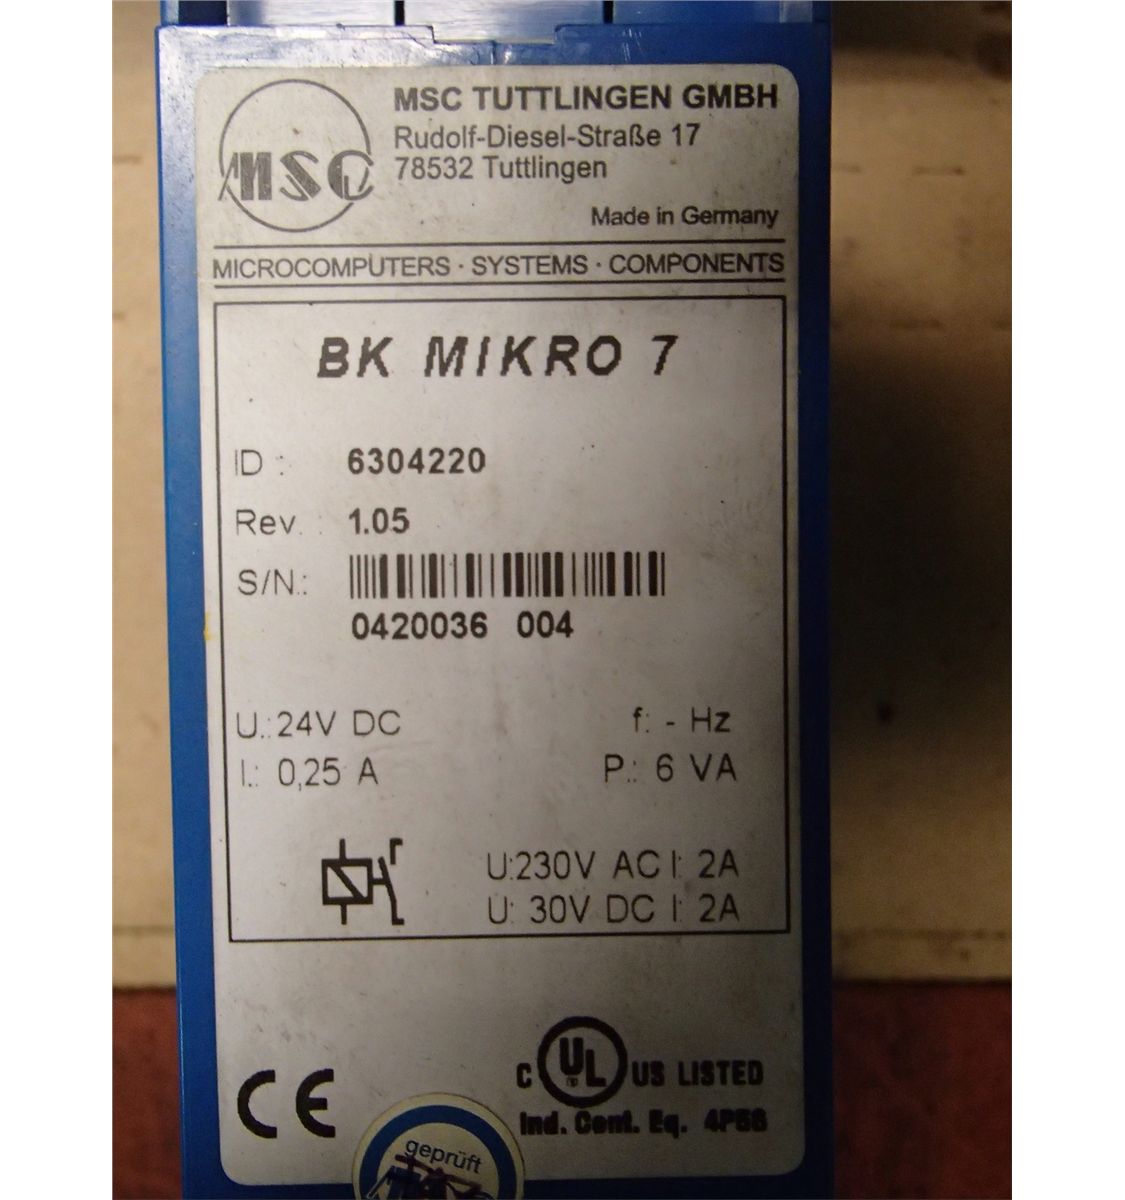 MSC
MSC TUTTLINGEN GMBH
Rudolf-Diesel-Straße 17
78532 Tuttlingen
Made in Germany
MICROCOMPUTERS · SYSTEMS · COMPONENTS
BK MIKRO 7
ID : 6304220
Rev. : 1.05
S/N.:
0420036 004
U.: 24V DC f: - Hz
I.: 0,25 A P.: 6 VA
U: 230V AC I: 2A
U: 30V DC I: 2A
CE
C UL US LISTED
Ind. Cont. Eq.
geprüft